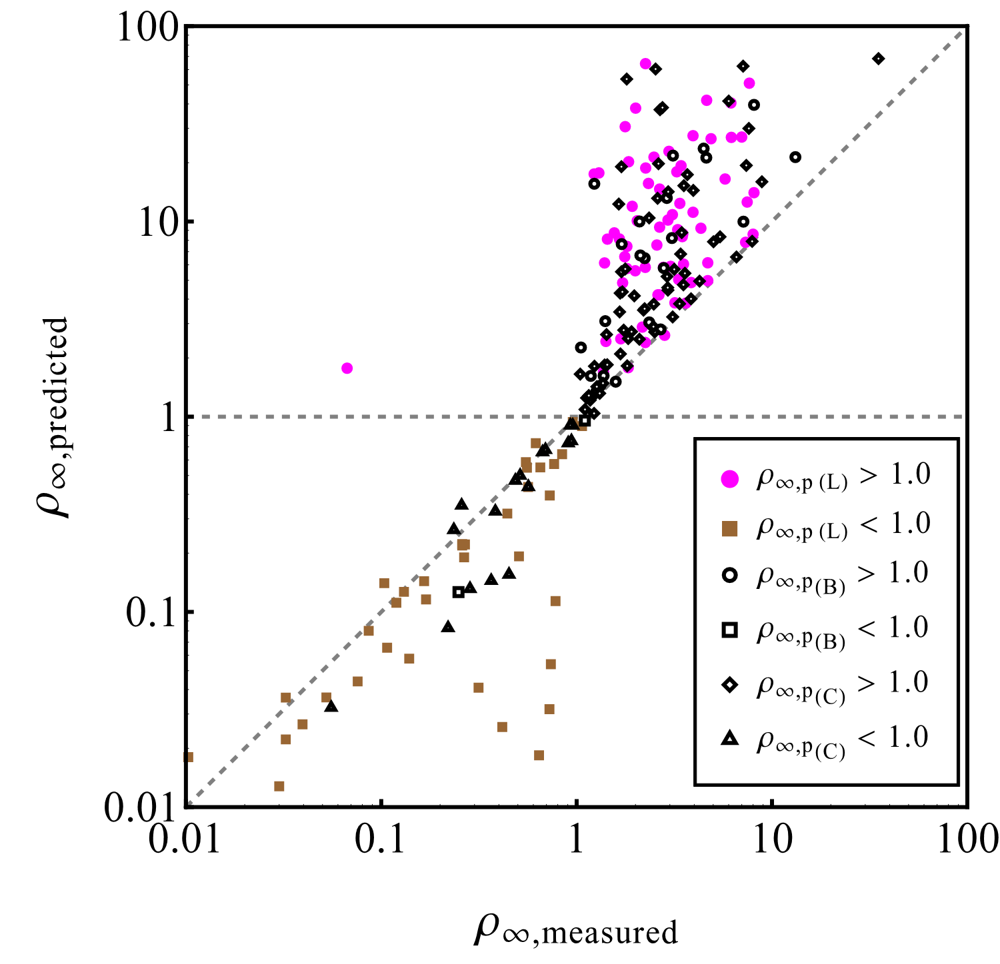 100
10
1
0.1
0.01
ρ∞,predicted
0.01 0.1 1 10 100
ρ∞,measured
ρ∞,p (L) > 1.0
ρ∞,p (L) < 1.0
ρ∞,p(B) > 1.0
ρ∞,p(B) < 1.0
ρ∞,p(C) > 1.0
ρ∞,p(C) < 1.0